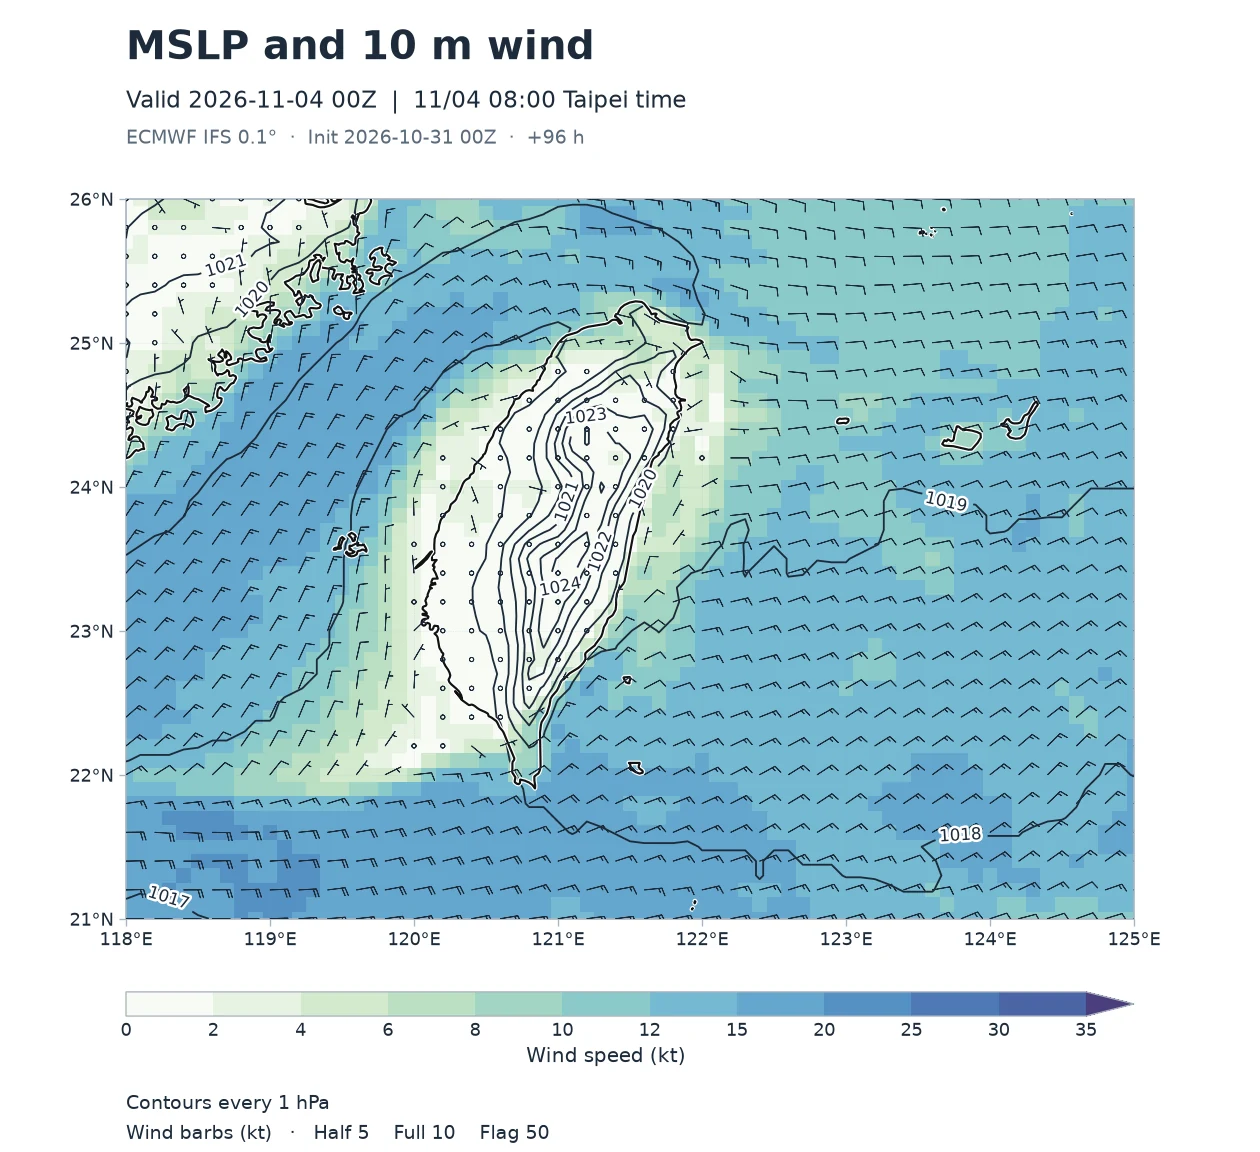 MSLP and 10 m wind
Valid 2026-11-04 00Z | 11/04 08:00 Taipei time
ECMWF IFS 0.1° · Init 2026-10-31 00Z · +96 h
26°N
1021
1020
25°N
1023
24°N
1021
1020
1019
1022
1024
23°N
22°N
1018
1017
21°N
118°E 119°E 120°E 121°E 122°E 123°E 124°E 125°E
0 2 4 6 8 10 12 15 20 25 30 35
Wind speed (kt)
Contours every 1 hPa
Wind barbs (kt) · Half 5 Full 10 Flag 50